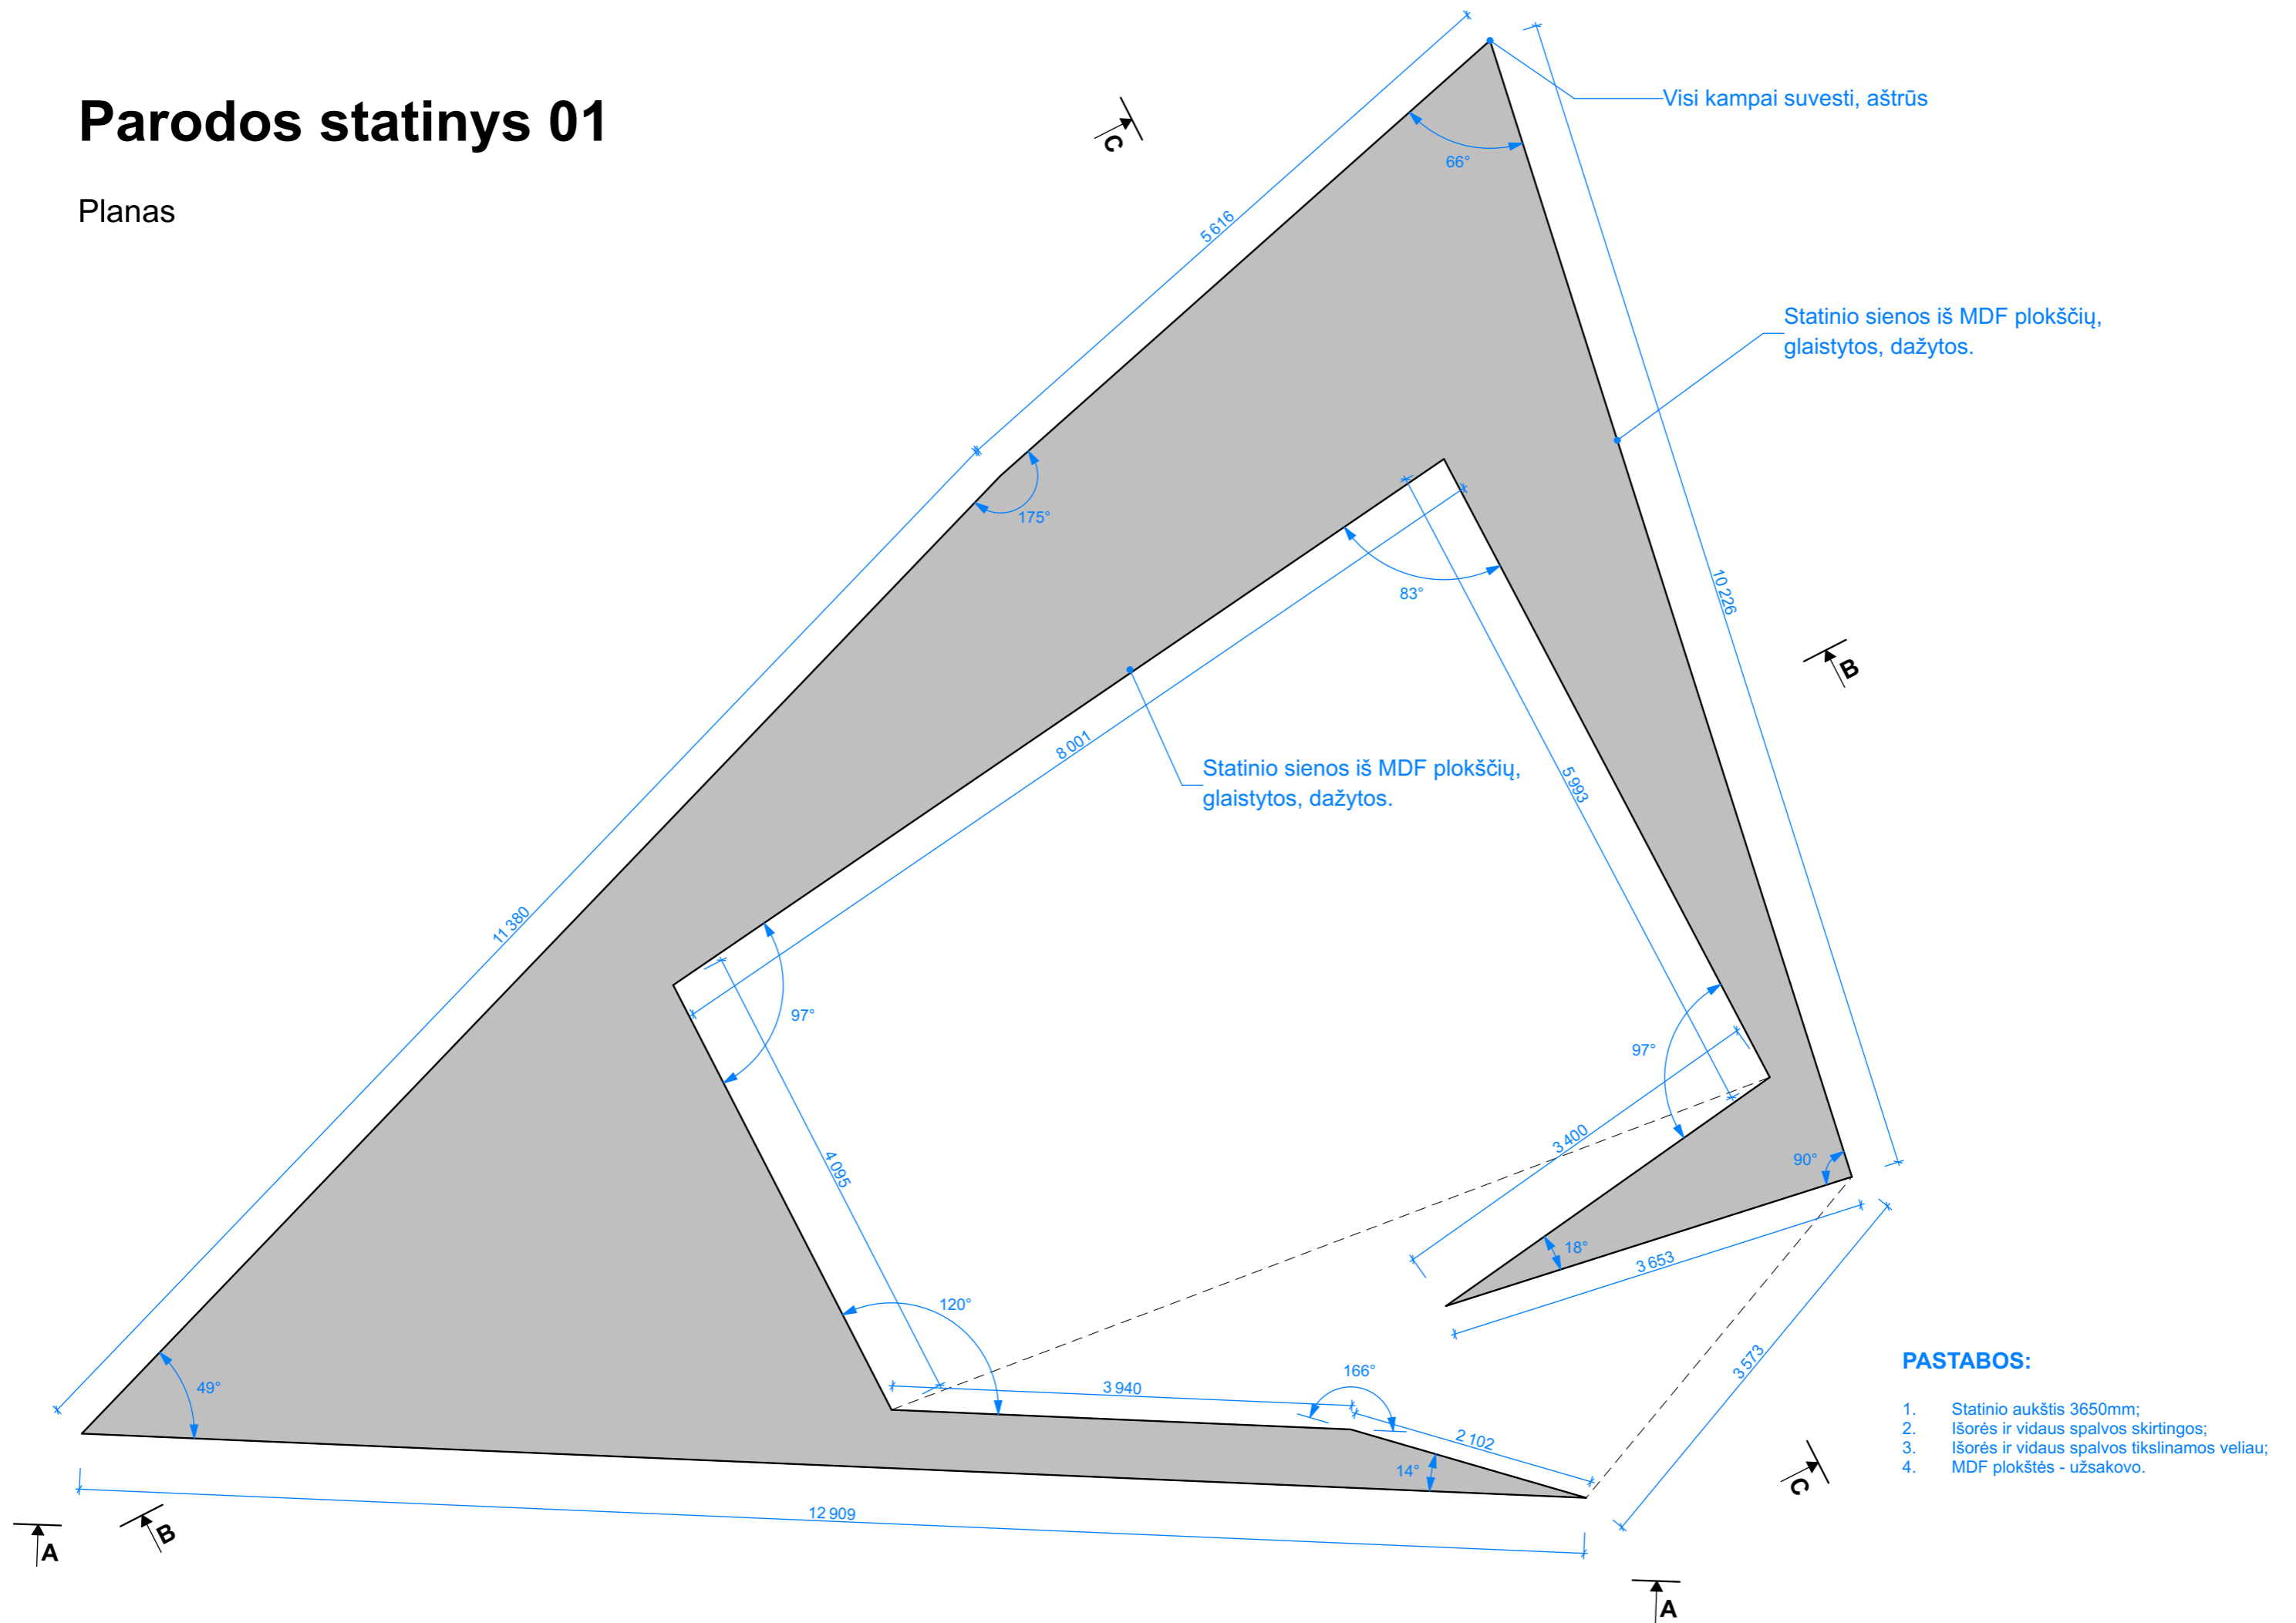 Parodos statinys 01
Planas
C
Visi kampai suvesti, aštrūs
66°
5 616
Statinio sienos iš MDF plokščių,
glaistytos, dažytos.
175°
83°
10 226
B
8 001
Statinio sienos iš MDF plokščių,
glaistytos, dažytos.
5 993
11 380
97°
97°
3 400
4 095
90°
18°
3 653
120°
49°
3 940
166°
2 102
14°
3 573
12 909
PASTABOS:
1. Statinio aukštis 3650mm;
2. Išorės ir vidaus spalvos skirtingos;
3. Išorės ir vidaus spalvos tikslinamos veliau;
4. MDF plokštės - užsakovo.
C
B
A
A